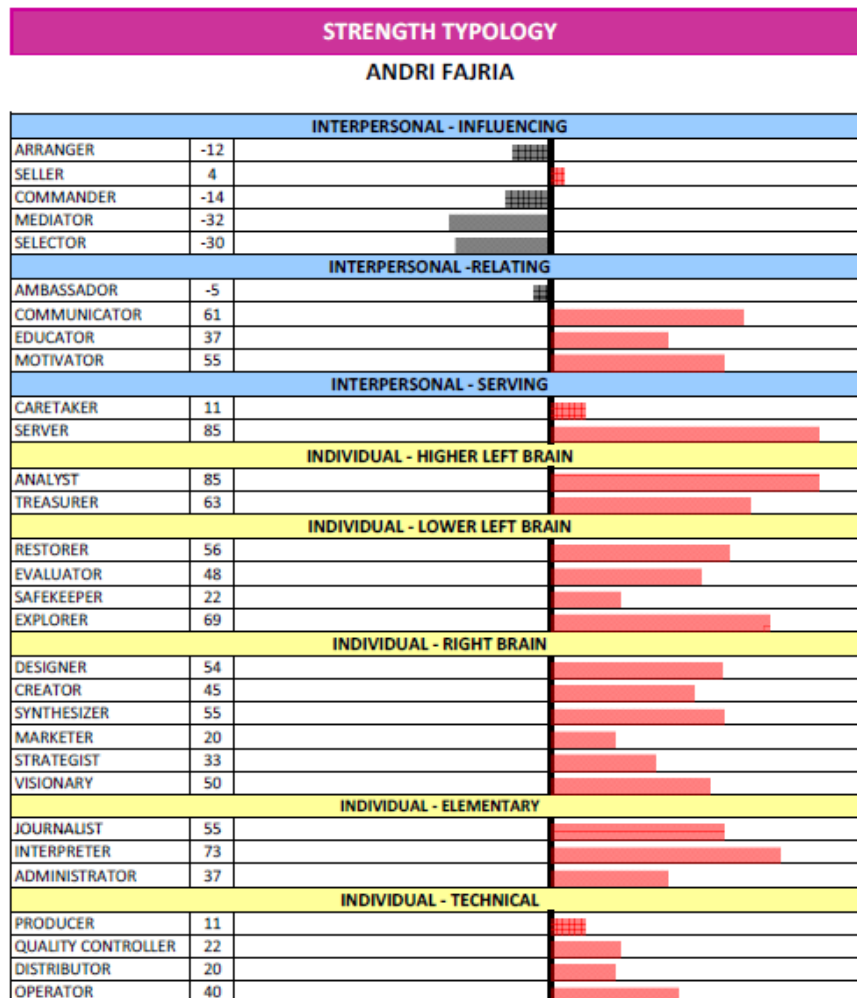 STRENGTH TYPOLOGY
ANDRI FAJRIA
INTERPERSONAL - INFLUENCING
ARRANGER -12
SELLER 4
COMMANDER -14
MEDIATOR -32
SELECTOR -30
INTERPERSONAL -RELATING
AMBASSADOR -5
COMMUNICATOR 61
EDUCATOR 37
MOTIVATOR 55
INTERPERSONAL - SERVING
CARETAKER 11
SERVER 85
INDIVIDUAL - HIGHER LEFT BRAIN
ANALYST 85
TREASURER 63
INDIVIDUAL - LOWER LEFT BRAIN
RESTORER 56
EVALUATOR 48
SAFEKEEPER 22
EXPLORER 69
INDIVIDUAL - RIGHT BRAIN
DESIGNER 54
CREATOR 45
SYNTHESIZER 55
MARKETER 20
STRATEGIST 33
VISIONARY 50
INDIVIDUAL - ELEMENTARY
JOURNALIST 55
INTERPRETER 73
ADMINISTRATOR 37
INDIVIDUAL - TECHNICAL
PRODUCER 11
QUALITY CONTROLLER 22
DISTRIBUTOR 20
OPERATOR 40